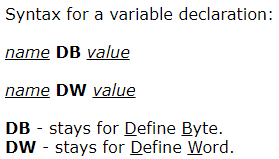 Syntax for a variable declaration:
name DB value
name DW value
DB - stays for Define Byte.
DW - stays for Define Word.